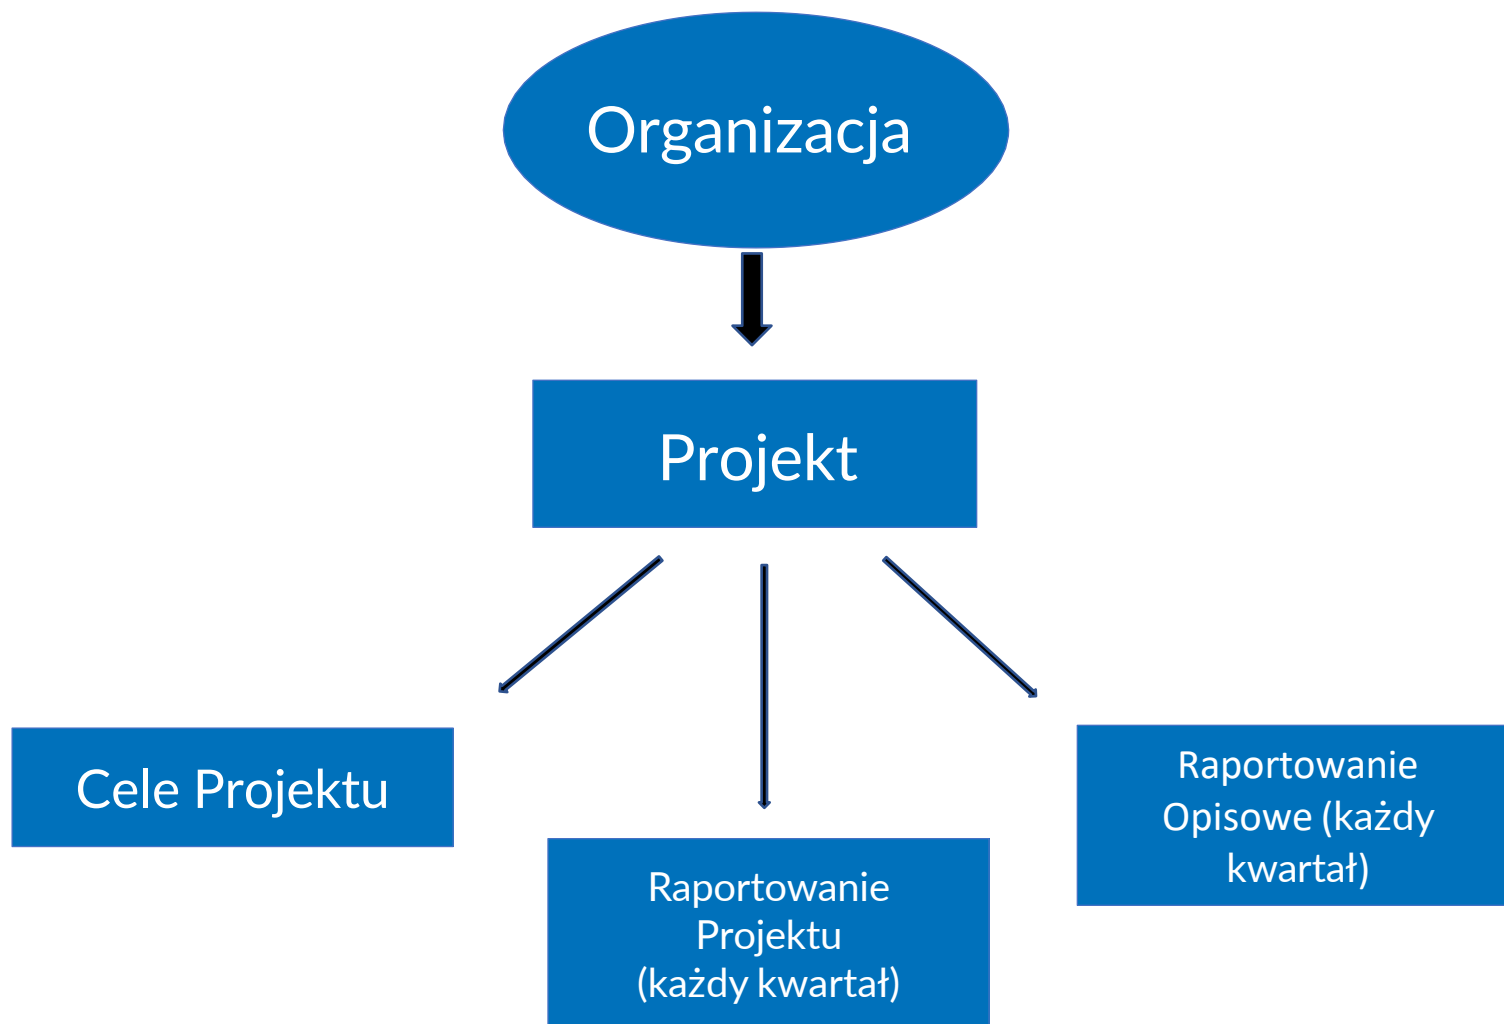 Organizacja
Projekt
Cele Projektu
Raportowanie
Projektu
(każdy kwartał)
Raportowanie
Opisowe (każdy
kwartał)